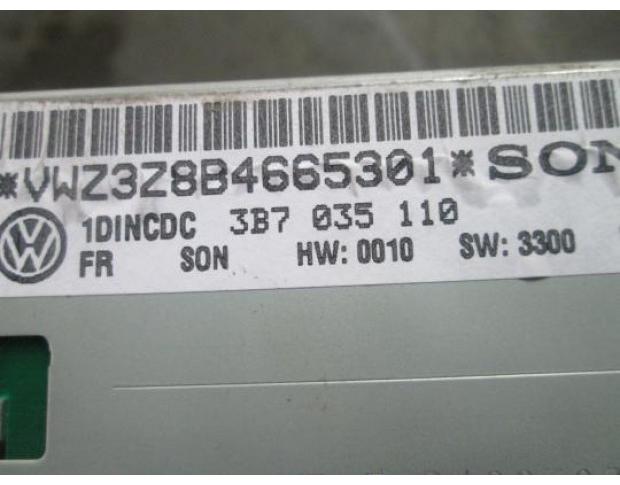 *VWZ3Z8B4665301* SON
1DINCDC 3B7 035 110
FR SON HW: 0010 SW: 3300